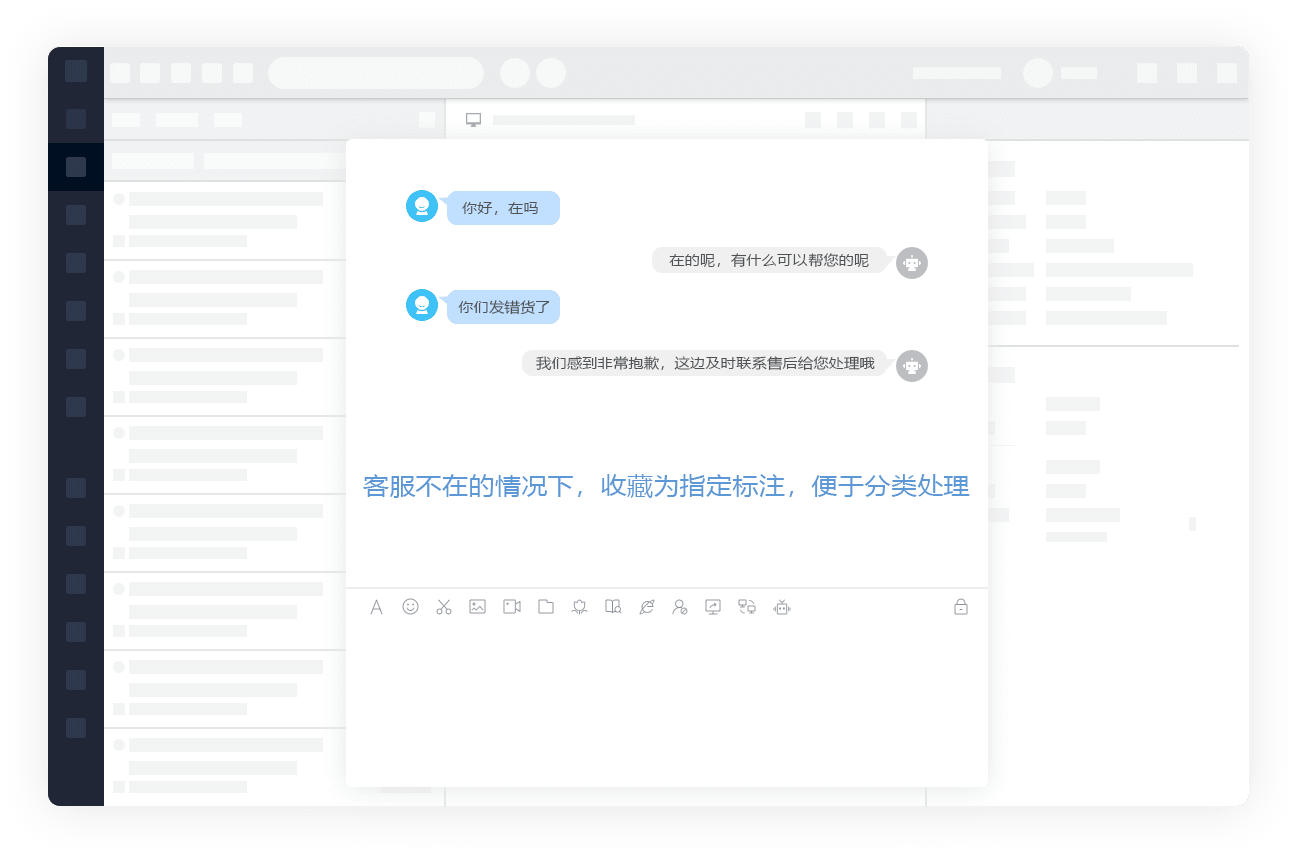 你好，在吗
在的呢，有什么可以帮您的呢
你们发错货了
我们感到非常抱歉，这边及时联系售后给您处理哦
客服不在的情况下，收藏为指定标注，便于分类处理